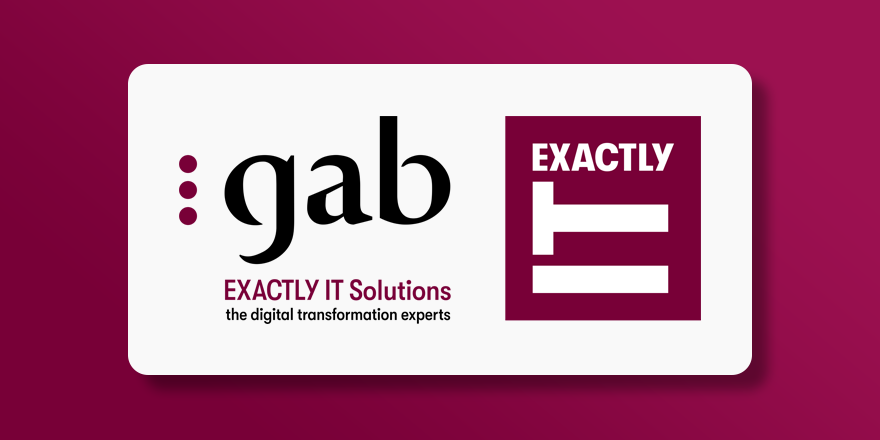 gab
EXACTLY IT Solutions
the digital transformation experts
EXACTLY
IT